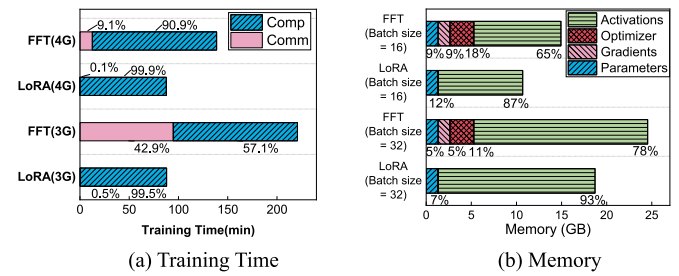 9.1%
90.9%
Comp
Comm
FFT(4G)
0.1%
99.9%
LoRA(4G)
FFT(3G)
42.9%
57.1%
LoRA(3G)
0.5%
99.5%
0
50
100
150
200
Training Time(min)
(a) Training Time
FFT
(Batch size
= 16)
9%
9%
18%
65%
Activations
Optimizer
Gradients
Parameters
LoRA
(Batch size
= 16)
12%
87%
FFT
(Batch size
= 32)
5%
5%
11%
78%
LoRA
(Batch size
= 32)
7%
93%
0
5
10
15
20
25
Memory (GB)
(b) Memory